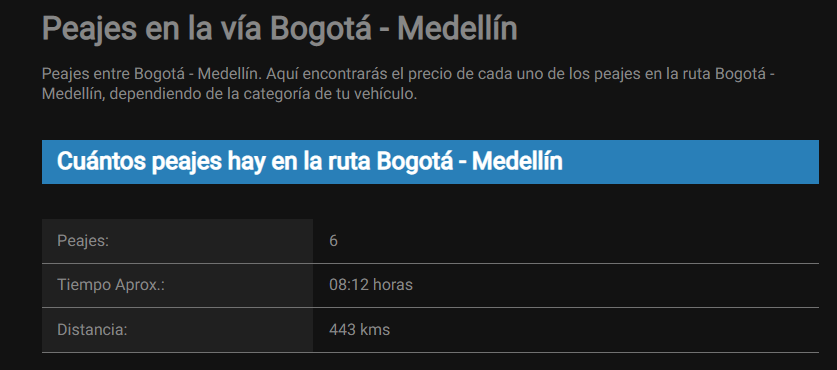 Peajes en la vía Bogotá - Medellín
Peajes entre Bogotá - Medellín. Aquí encontrarás el precio de cada uno de los peajes en la ruta Bogotá -
Medellín, dependiendo de la categoría de tu vehículo.
Cuántos peajes hay en la ruta Bogotá - Medellín
Peajes: 6
Tiempo Aprox.: 08:12 horas
Distancia: 443 kms